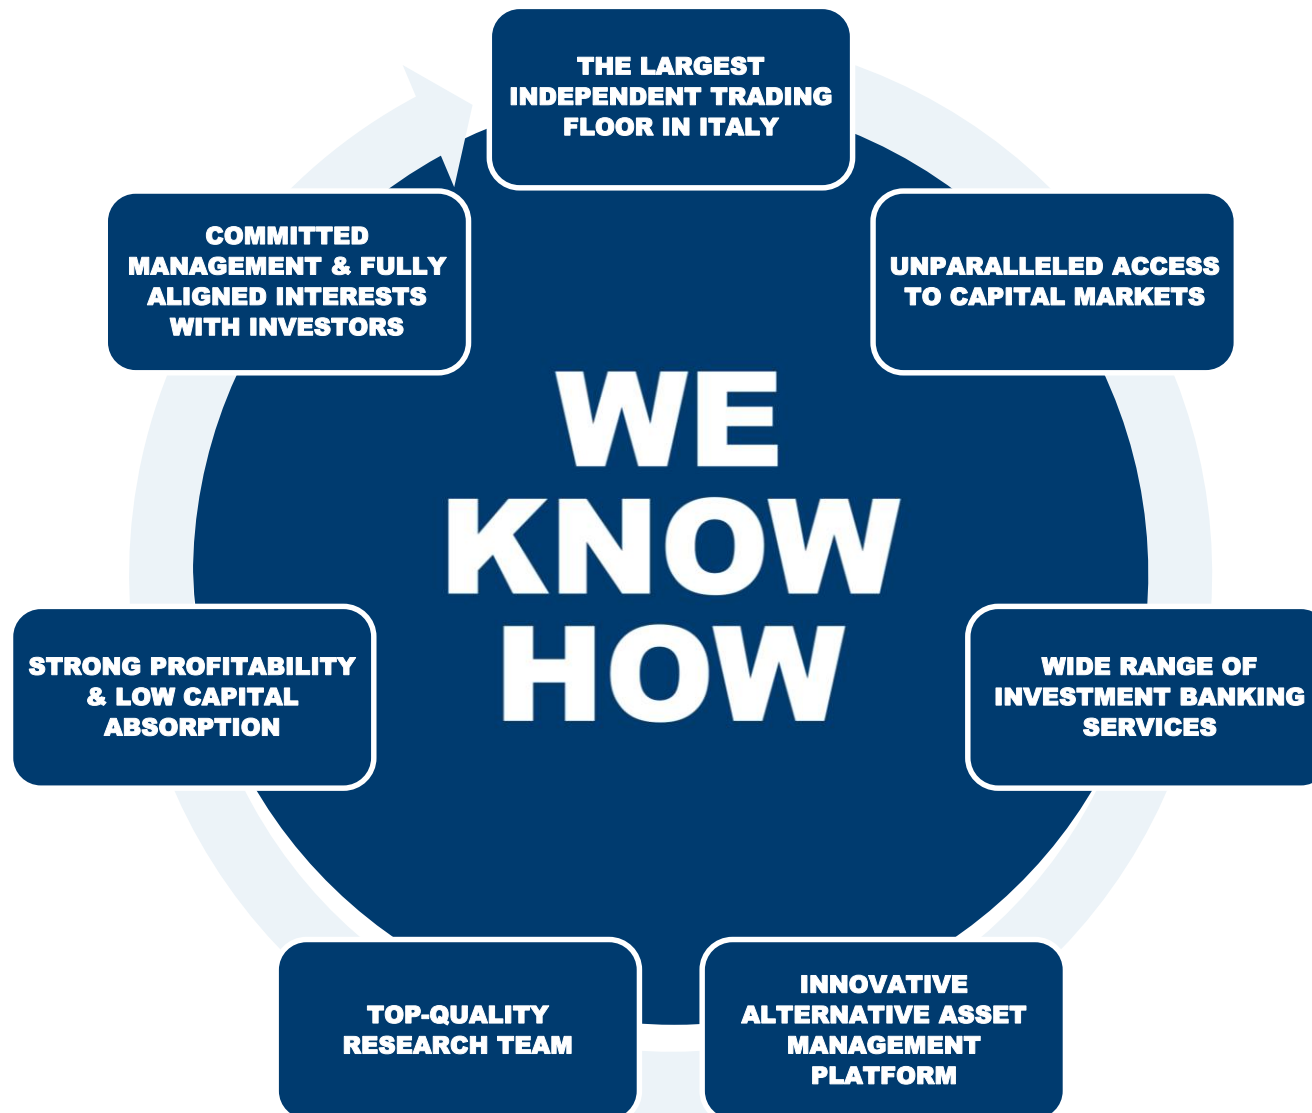 THE LARGEST
INDEPENDENT TRADING
FLOOR IN ITALY
UNPARALLELED ACCESS
TO CAPITAL MARKETS
WIDE RANGE OF
INVESTMENT BANKING
SERVICES
INNOVATIVE
ALTERNATIVE ASSET
MANAGEMENT
PLATFORM
TOP-QUALITY
RESEARCH TEAM
STRONG PROFITABILITY
& LOW CAPITAL
ABSORPTION
COMMITTED
MANAGEMENT & FULLY
ALIGNED INTERESTS
WITH INVESTORS
WE
KNOW
HOW